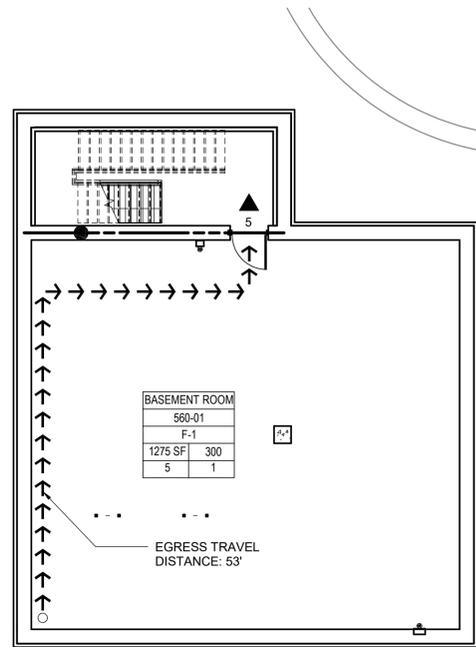 5
BASEMENT ROOM
560-01
F-1
1275 SF 300
5 1
EGRESS TRAVEL
DISTANCE: 53'